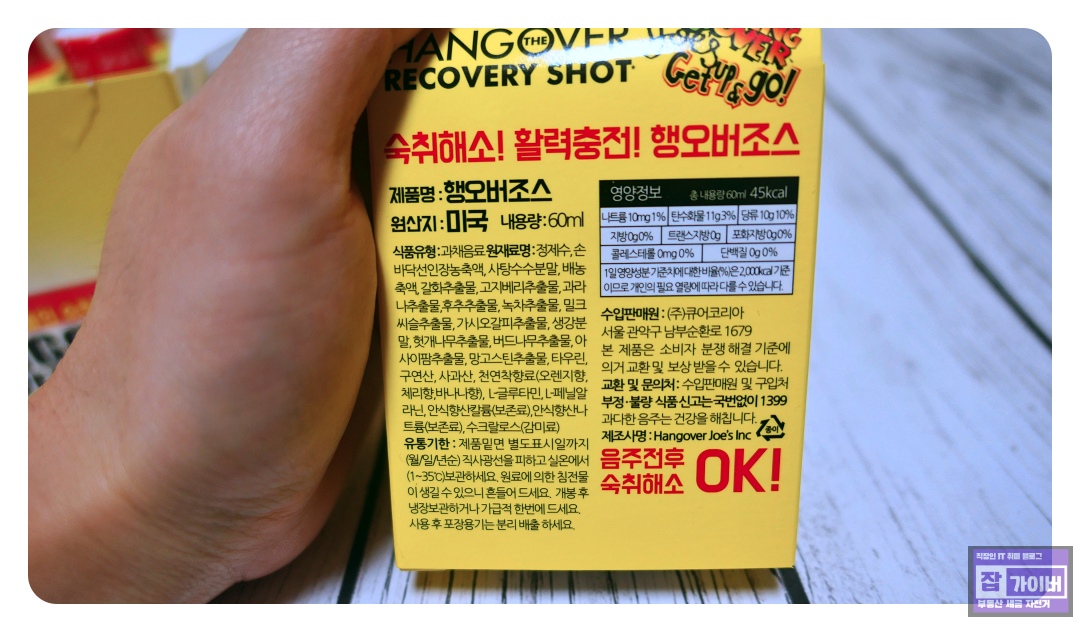 THE HANGOVER
RECOVERY SHOT
Get up & go!
숙취해소! 활력충전! 행오버조스
제품명 : 행오버조스
원산지 : 미국 내용량 : 60ml
식품유형 : 과채음료 원재료명 : 정제수, 손
바닥선인장농축액, 사탕수수분말, 배농
축액, 갈화추출물, 고지베리추출물, 과라
나추출물, 후추추출물, 녹차추출물, 밀크
씨슬추출물, 가시오갈피추출물, 생강분
말, 헛개나무추출물, 버드나무추출물, 아
사이팜추출물, 망고스틴추출물, 타우린,
구연산, 사과산, 천연착향료(오렌지향,
체리향,바나나향), L-글루타민, L-페닐알
라닌, 안식향산칼륨(보존료),안식향산나
트륨(보존료), 수크랄로스(감미료)
유통기한 : 제품밑면 별도표시일까지
(월/일/년순) 직사광선을 피하고 실온에서
(1~35℃)보관하세요. 원료에 의한 침전물
이 생길 수 있으니 흔들어 드세요. 개봉 후
냉장보관하거나 가급적 한번에 드세요.
사용 후 포장용기는 분리 배출 하세요.
영양정보 총 내용량 60ml 45kcal
나트륨 10mg 1% 탄수화물 11g 3% 당류 10g 10%
지방 0g 0% 트랜스지방 0g 포화지방 0g 0%
콜레스테롤 0mg 0% 단백질 0g 0%
1일 영양성분 기준치에 대한 비율(%)은 2,000kcal 기준
이므로 개인의 필요 열량에 따라 다를 수 있습니다.
수입판매원 : (주)큐어코리아
서울 관악구 남부순환로 1679
본 제품은 소비자 분쟁 해결 기준에
의거 교환 및 보상 받을 수 있습니다.
교환 및 문의처 : 수입판매원 및 구입처
부정·불량 식품 신고는 국번없이 1399
과다한 음주는 건강을 해칩니다.
종이
제조사명 : Hangover Joe's Inc
음주전후
숙취해소 OK!
직장인 IT 취미 블로그
잡 가이버
부동산 세금 자전거